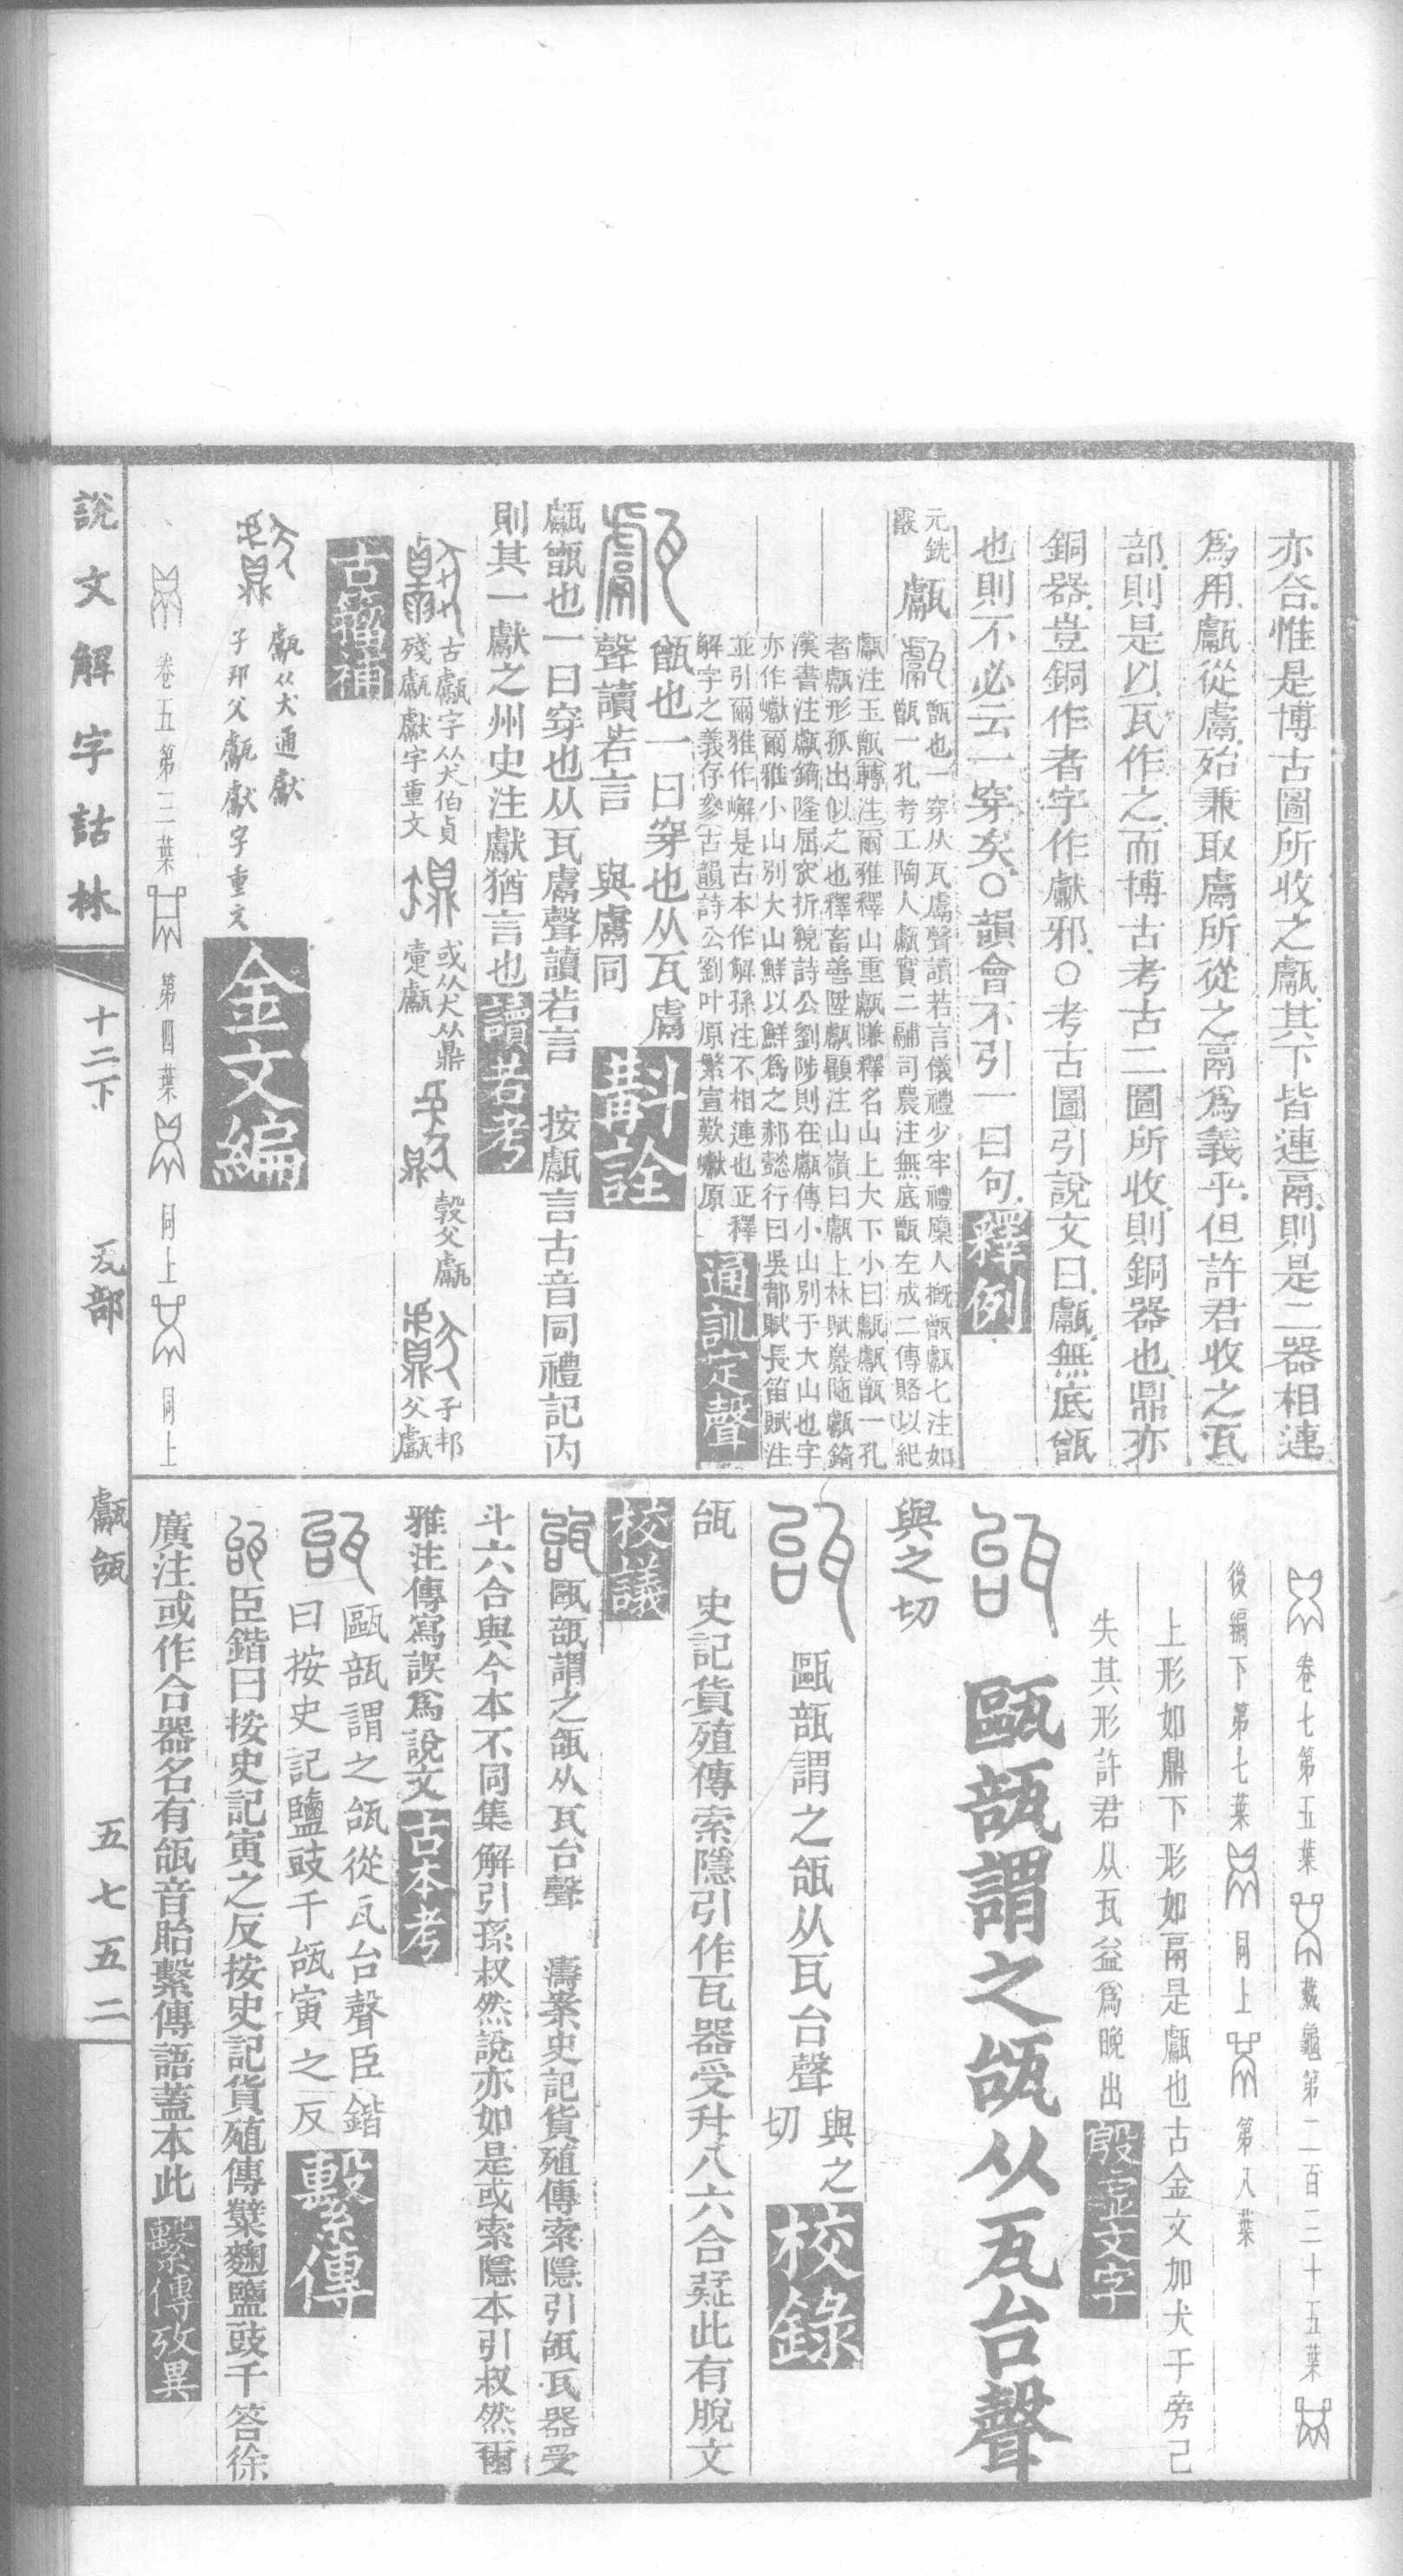 亦合惟是博古圖所收之甗其下皆連鬲則是二器相連
爲用甗從鬳殆兼取鬳所從之鬲爲義乎但許君收之瓦
部則是以瓦作之而博古考古二圖所收則銅器也鼎亦
銅器豈銅作者字作獻邪○考古圖引說文曰甗無底甑
也則不必云一穿矣○韻會不引一曰句釋例
元銑
霰
甗
甑也一穿从瓦鬳聲讀若言儀禮少牢禮廩人摡甑甗七注如
甑一孔考工陶人甗實二鬴司農注無底甑左成二傳賂以紀
甗注玉甑轉注爾雅釋山重甗隒釋名山上大下小曰甗甗甑一孔
者甗形孤出似之也釋畜善陞甗顧注山嶺曰甗上林賦巖陁甗錡
漢書注甗錡隆屈窊折貌詩公劉陟則在甗傳小山別于大山也字
亦作巘爾雅小山別大山鮮以鮮爲之郝懿行曰吳都賦長笛賦注
並引爾雅作嶰是古本作解孫注不相連也正釋
解字之義存參古韻詩公劉叶原繁宣歎巘原
通訓定聲
甑也一曰穿也从瓦鬳
聲讀若言 與鬳同
斠詮
甗甑也一曰穿也从瓦鬳聲讀若言 按甗言古音同禮記內
則其一獻之州史注獻猶言也讀若考
古甗字从犬伯貞
殘甗獻字重文
或从犬从鼎
甗
穀父甗
子邦
父甗
古籀補
甗从犬通獻
子邦父甗獻字重文
金文編
卷五第三葉 第四葉 同上 同上
說文解字詁林
十二下
瓦部
甗瓵
五七五二
卷七第五葉 藏龜第二百二十五葉
後編下第七葉 同上 第八葉
上形如鼎下形如鬲是甗也古金文加犬于旁已
失其形許君从瓦益爲晚出殷虛文字
甌瓿謂之瓵从瓦台聲
與之切
甌瓿謂之瓵从瓦台聲 與之
切
校錄
瓵 史記貨殖傳索隱引作瓦器受升八六合疑此有脫文
校議
甌瓿謂之瓵从瓦台聲 濤案史記貨殖傳索隱引瓵瓦器受
斗六合與今本不同集解引孫叔然說亦如是或索隱本引叔然爾
雅注傳寫誤爲說文古本考
甌瓿謂之瓵從瓦台聲臣鍇
曰按史記鹽豉千瓵寅之反
繫傳
臣鍇曰按史記寅之反按史記貨殖傳糱麴鹽豉千答徐
廣注或作合器名有瓵音貽繫傳語蓋本此繫傳攷異